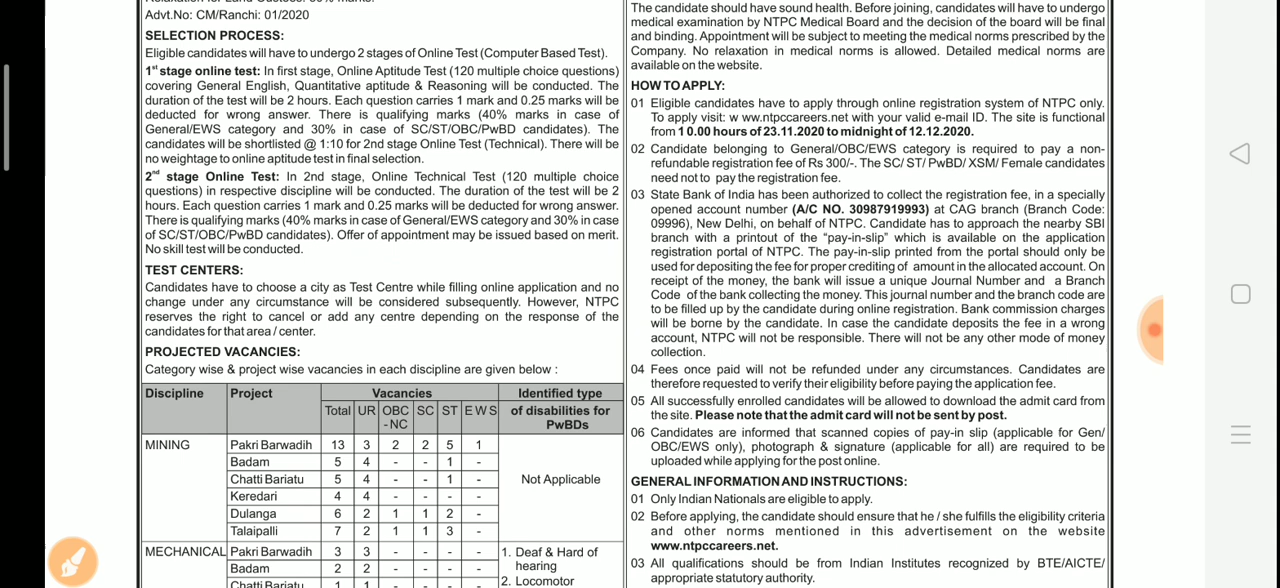 Advt.No: CM/Ranchi: 01/2020
SELECTION PROCESS:
Eligible candidates will have to undergo 2 stages of Online Test (Computer Based Test).
1st stage online test: In first stage, Online Aptitude Test (120 multiple choice questions)
covering General English, Quantitative aptitude & Reasoning will be conducted. The
duration of the test will be 2 hours. Each question carries 1 mark and 0.25 marks will be
deducted for wrong answer. There is qualifying marks (40% marks in case of
General/EWS category and 30% in case of SC/ST/OBC/PwBD candidates). The
candidates will be shortlisted @ 1:10 for 2nd stage Online Test (Technical). There will be
no weightage to online aptitude test in final selection.
2nd stage Online Test: In 2nd stage, Online Technical Test (120 multiple choice
questions) in respective discipline will be conducted. The duration of the test will be 2
hours. Each question carries 1 mark and 0.25 marks will be deducted for wrong answer.
There is qualifying marks (40% marks in case of General/EWS category and 30% in case
of SC/ST/OBC/PwBD candidates). Offer of appointment may be issued based on merit.
No skill test will be conducted.
TEST CENTERS:
Candidates have to choose a city as Test Centre while filling online application and no
change under any circumstance will be considered subsequently. However, NTPC
reserves the right to cancel or add any centre depending on the response of the
candidates for that area / center.
PROJECTED VACANCIES:
Category wise & project wise vacancies in each discipline are given below :
Discipline Project Vacancies Identified type
Total UR OBC SC ST E W S of disabilities for
- NC PwBDs
MINING Pakri Barwadih 13 3 2 2 5 1
Badam 5 4 - - 1 -
Chatti Bariatu 5 4 - - 1 - Not Applicable
Keredari 4 4 - - - -
Dulanga 6 2 1 1 2 -
Talaipalli 7 2 1 1 3 -
MECHANICAL Pakri Barwadih 3 3 - - - - 1. Deaf & Hard of
Badam 2 2 - - - - hearing
Chatti Bariatu 1 1 - - - - 2. Locomotor
The candidate should have sound health. Before joining, candidates will have to undergo
medical examination by NTPC Medical Board and the decision of the board will be final
and binding. Appointment will be subject to meeting the medical norms prescribed by the
Company. No relaxation in medical norms is allowed. Detailed medical norms are
available on the website.
HOW TO APPLY:
01 Eligible candidates have to apply through online registration system of NTPC only.
To apply visit: w ww.ntpccareers.net with your valid e-mail ID. The site is functional
from 1 0.00 hours of 23.11.2020 to midnight of 12.12.2020.
02 Candidate belonging to General/OBC/EWS category is required to pay a non-
refundable registration fee of Rs 300/-. The SC/ ST/ PwBD/ XSM/ Female candidates
need not to pay the registration fee.
03 State Bank of India has been authorized to collect the registration fee, in a specially
opened account number (A/C NO. 30987919993) at CAG branch (Branch Code:
09996), New Delhi, on behalf of NTPC. Candidate has to approach the nearby SBI
branch with a printout of the “pay-in-slip” which is available on the application
registration portal of NTPC. The pay-in-slip printed from the portal should only be
used for depositing the fee for proper crediting of amount in the allocated account. On
receipt of the money, the bank will issue a unique Journal Number and a Branch
Code of the bank collecting the money. This journal number and the branch code are
to be filled up by the candidate during online registration. Bank commission charges
will be borne by the candidate. In case the candidate deposits the fee in a wrong
account, NTPC will not be responsible. There will not be any other mode of money
collection.
04 Fees once paid will not be refunded under any circumstances. Candidates are
therefore requested to verify their eligibility before paying the application fee.
05 All successfully enrolled candidates will be allowed to download the admit card from
the site. Please note that the admit card will not be sent by post.
06 Candidates are informed that scanned copies of pay-in slip (applicable for Gen/
OBC/EWS only), photograph & signature (applicable for all) are required to be
uploaded while applying for the post online.
GENERAL INFORMATION AND INSTRUCTIONS:
01 Only Indian Nationals are eligible to apply.
02 Before applying, the candidate should ensure that he / she fulfills the eligibility criteria
and other norms mentioned in this advertisement on the website
www.ntpccareers.net.
03 All qualifications should be from Indian Institutes recognized by BTE/AICTE/
appropriate statutory authority.